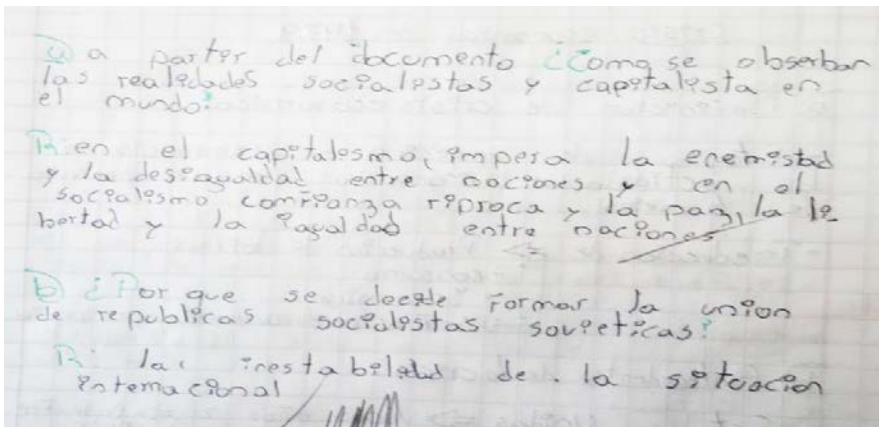 a) a partir del documento ¿Como se obserban
las realidades socialistas y capitalista en
el mundo?
R: en el capitalismo, impera la enemistad
y la desigualdad entre naciones y en el
socialismo comfianza riproca y la paz, la li
bertad y la igualdad entre naciones
b) ¿Por que se decide formar la union
de republicas socialistas sovieticas?
R: la inestabilidad de la situacion
internacional